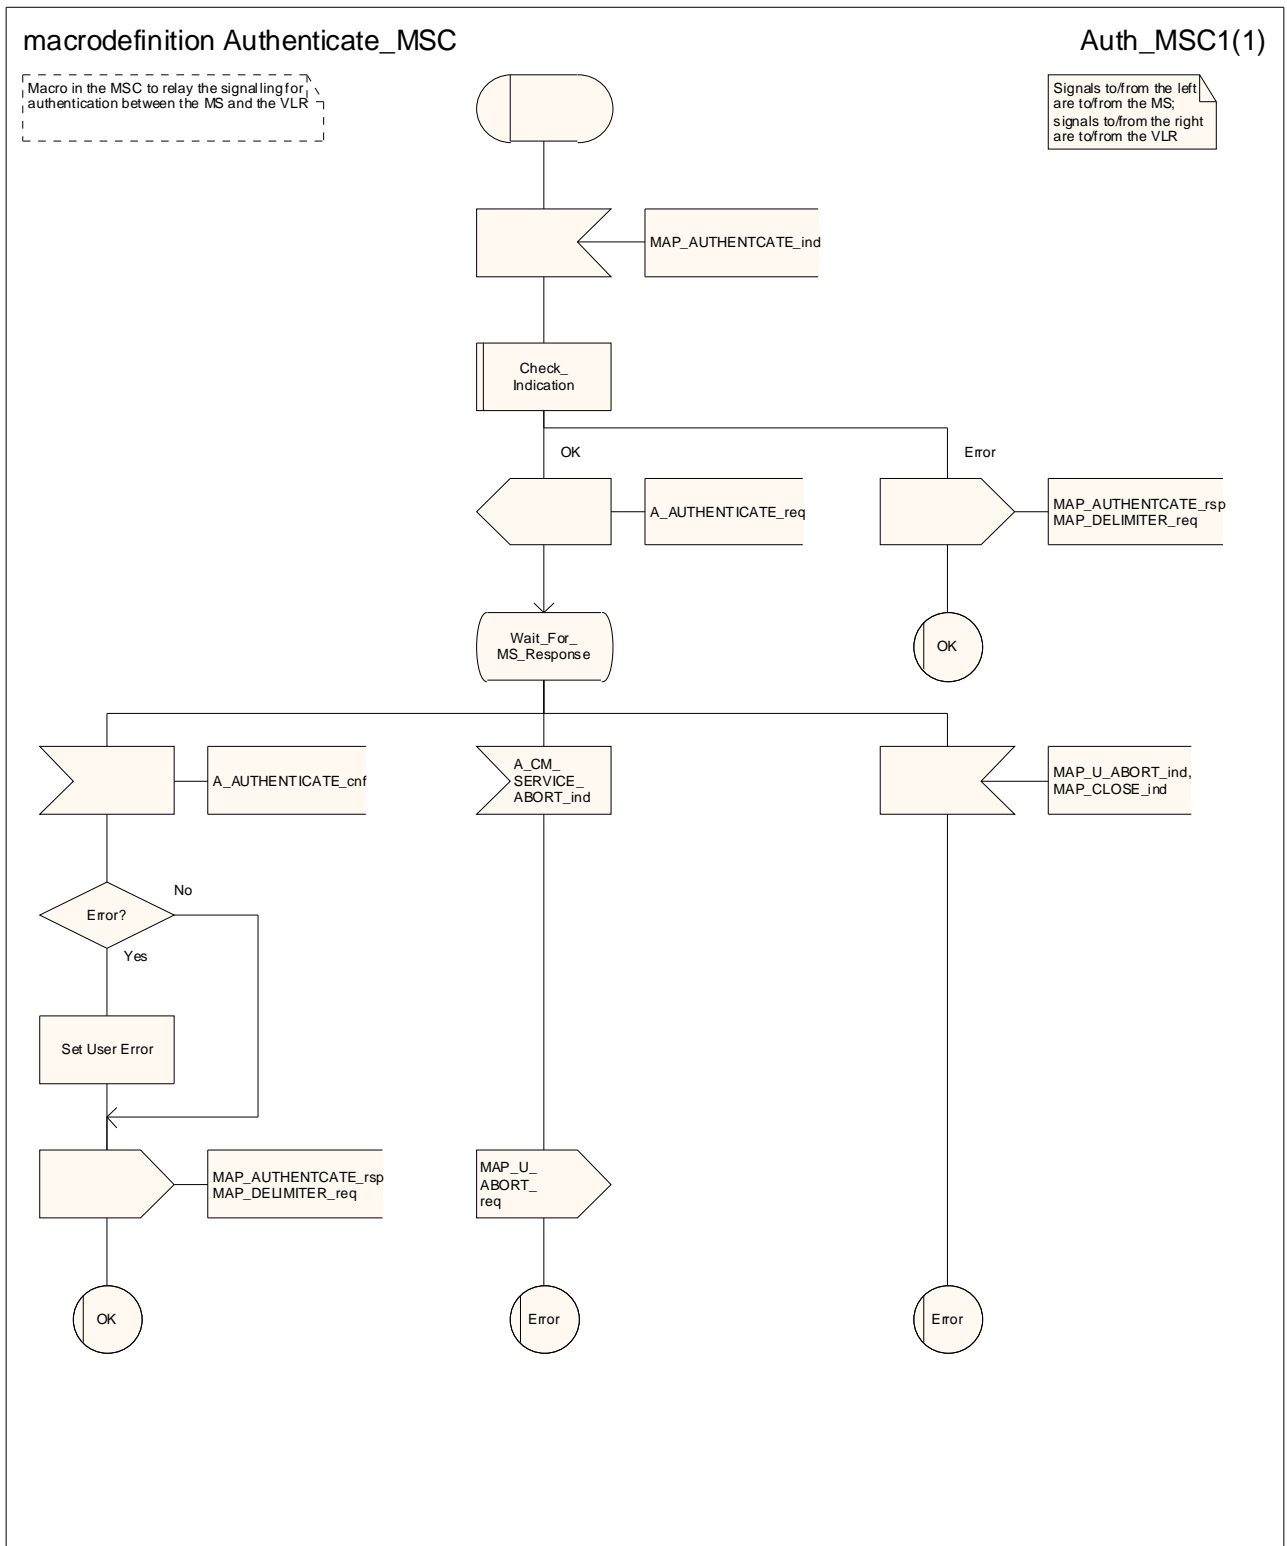 macrodefinition Authenticate_MSC
Auth_MSC1(1)
Macro in the MSC to relay the signalling for
authentication between the MS and the VLR
Signals to/from the left
are to/from the MS;
signals to/from the right
are to/from the VLR
MAP_AUTHENTCATE_ind
Check_
Indication
OK
Error
A_AUTHENTICATE_req
MAP_AUTHENTCATE_rsp
MAP_DELIMITER_req
Wait_For_
MS_Response
OK
A_AUTHENTICATE_cnf
A_CM_
SERVICE_
ABORT_ind
MAP_U_ABORT_ind,
MAP_CLOSE_ind
No
Error?
Yes
Set User Error
MAP_AUTHENTCATE_rsp
MAP_DELIMITER_req
MAP_U_
ABORT_
req
OK
Error
Error